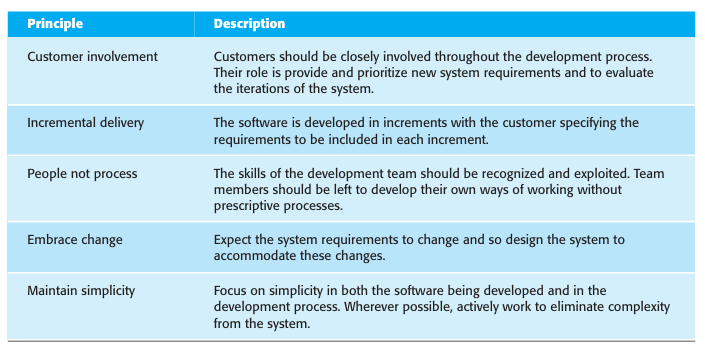 Principle Description
Customer involvement Customers should be closely involved throughout the development process.
Their role is provide and prioritize new system requirements and to evaluate
the iterations of the system.
Incremental delivery The software is developed in increments with the customer specifying the
requirements to be included in each increment.
People not process The skills of the development team should be recognized and exploited. Team
members should be left to develop their own ways of working without
prescriptive processes.
Embrace change Expect the system requirements to change and so design the system to
accommodate these changes.
Maintain simplicity Focus on simplicity in both the software being developed and in the
development process. Wherever possible, actively work to eliminate complexity
from the system.